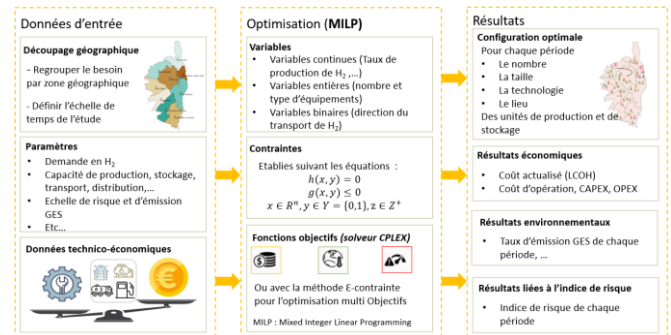 Données d'entrée
Découpage géographique
- Regrouper le besoin
par zone géographique
- Définir l'échelle de
temps de l'étude
Paramètres
• Demande en H₂
• Capacité de production, stockage,
transport, distribution,...
• Echelle de risque et d'émission
GES
• Etc...
Données technico-économiques
Optimisation (MILP)
Variables
• Variables continues (Taux de
production de H₂ ,...)
• Variables entières (nombre et
type d'équipements)
• Variables binaires (direction du
transport de H₂)
Contraintes
Etablies suivant les équations :
h(x, y) = 0
g(x, y) ≤ 0
x ∈ Rⁿ, y ∈ Y = {0,1}, z ∈ Z⁺
Fonctions objectifs (solveur CPLEX)
Ou avec la méthode Ɛ-contrainte
pour l'optimisation multi Objectifs
MILP : Mixed Integer Linear Programming
Résultats
Configuration optimale
Pour chaque période
• Le nombre
• La taille
• La technologie
• Le lieu
Des unités de production et de
stockage
Résultats économiques
• Coût actualisé (LCOH)
• Coût d'opération, CAPEX, OPEX
Résultats environnementaux
• Taux d'émission GES de chaque
période, ...
Résultats liées à l'indice de risque
• Indice de risque de chaque
période